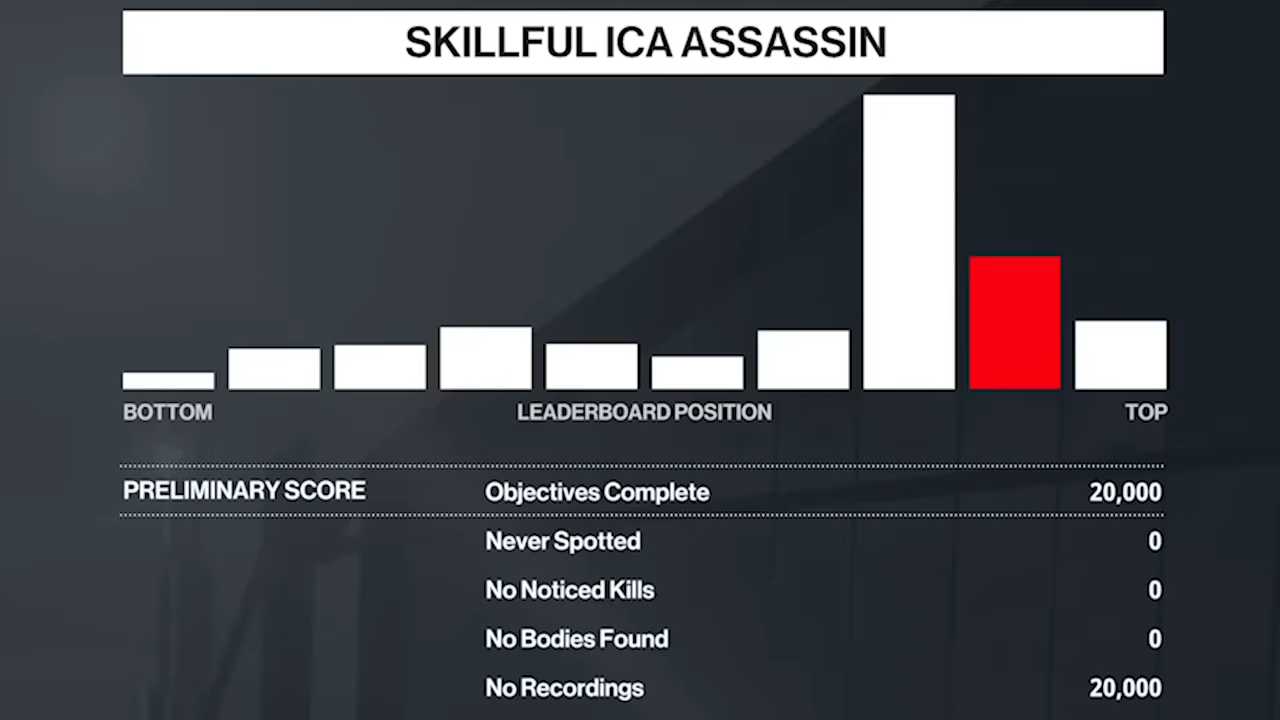 SKILLFUL ICA ASSASSIN
BOTTOM LEADERBOARD POSITION TOP
PRELIMINARY SCORE Objectives Complete 20,000
Never Spotted 0
No Noticed Kills 0
No Bodies Found 0
No Recordings 20,000